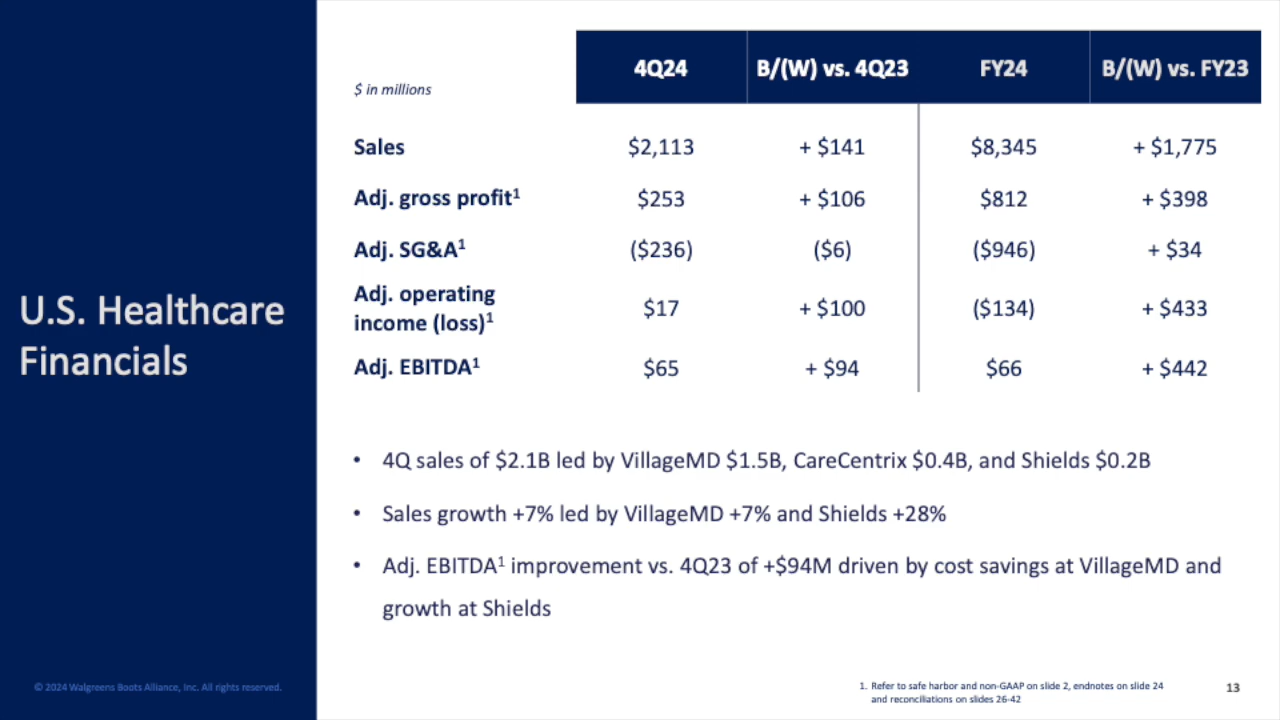 U.S. Healthcare
Financials
$ in millions
4Q24 B/(W) vs. 4Q23 FY24 B/(W) vs. FY23
Sales $2,113 + $141 $8,345 + $1,775
Adj. gross profit¹ $253 + $106 $812 + $398
Adj. SG&A¹ ($236) ($6) ($946) + $34
Adj. operating
income (loss)¹ $17 + $100 ($134) + $433
Adj. EBITDA¹ $65 + $94 $66 + $442
• 4Q sales of $2.1B led by VillageMD $1.5B, CareCentrix $0.4B, and Shields $0.2B
• Sales growth +7% led by VillageMD +7% and Shields +28%
• Adj. EBITDA¹ improvement vs. 4Q23 of +$94M driven by cost savings at VillageMD and
growth at Shields
© 2024 Walgreens Boots Alliance, Inc. All rights reserved.
1. Refer to safe harbor and non-GAAP on slide 2, endnotes on slide 24
and reconciliations on slides 26-42
13